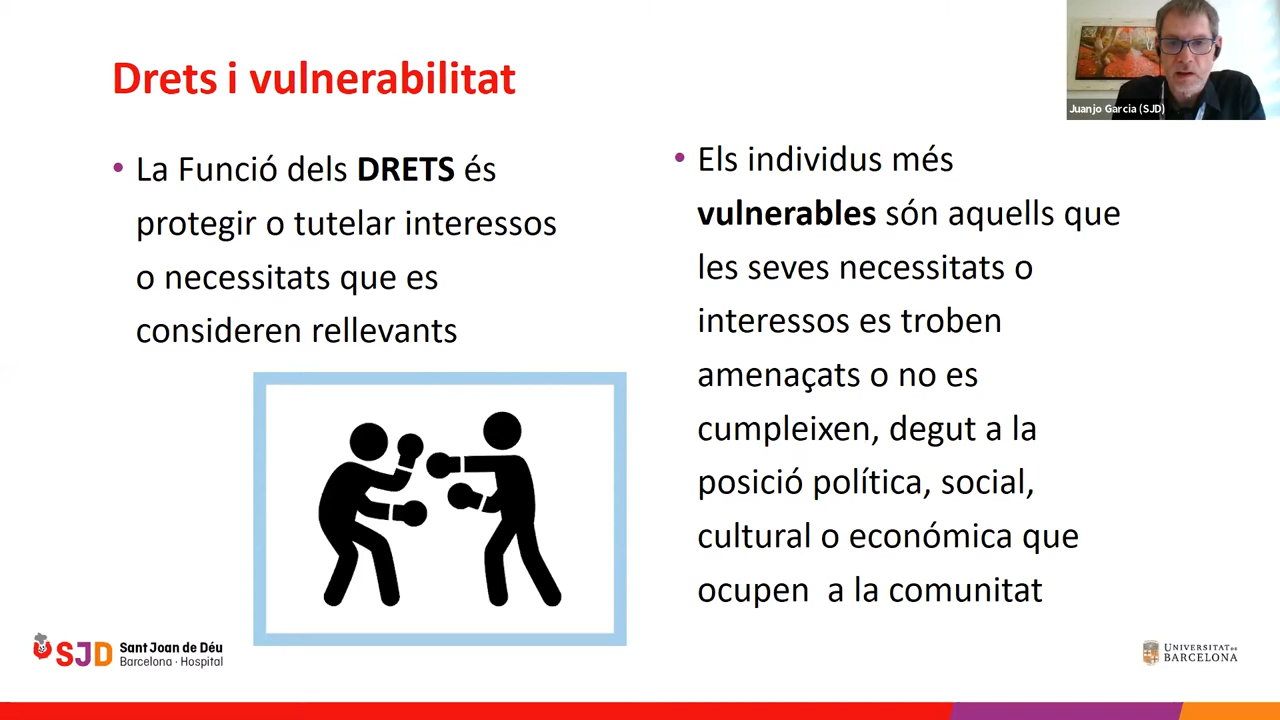 Drets i vulnerabilitat
Juanjo Garcia (SJD)
• La Funció dels DRETS és
protegir o tutelar interessos
o necessitats que es
consideren rellevants
• Els individus més
vulnerables són aquells que
les seves necessitats o
interessos es troben
amenaçats o no es
cumpleixen, degut a la
posició política, social,
cultural o económica que
ocupen  a la comunitat
SJD
Sant Joan de Déu
Barcelona · Hospital
UNIVERSITAT DE
BARCELONA